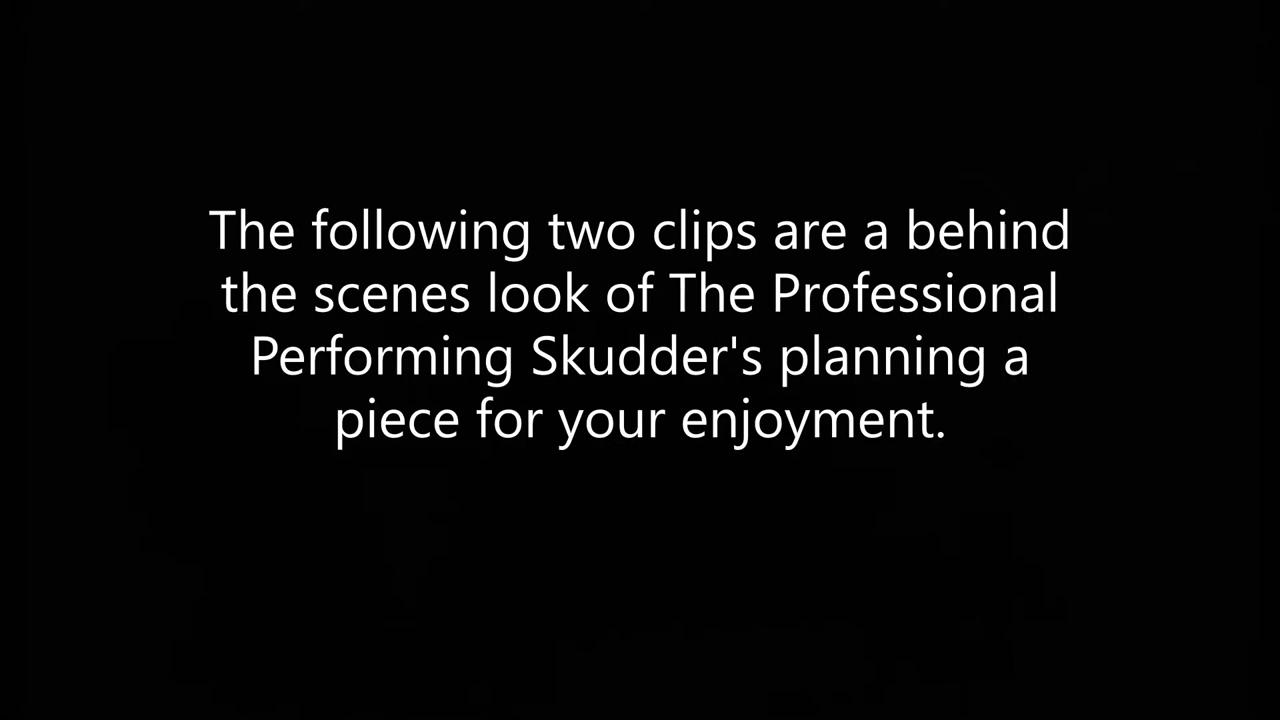 The following two clips are a behind
the scenes look of The Professional
Performing Skudder's planning a
piece for your enjoyment.